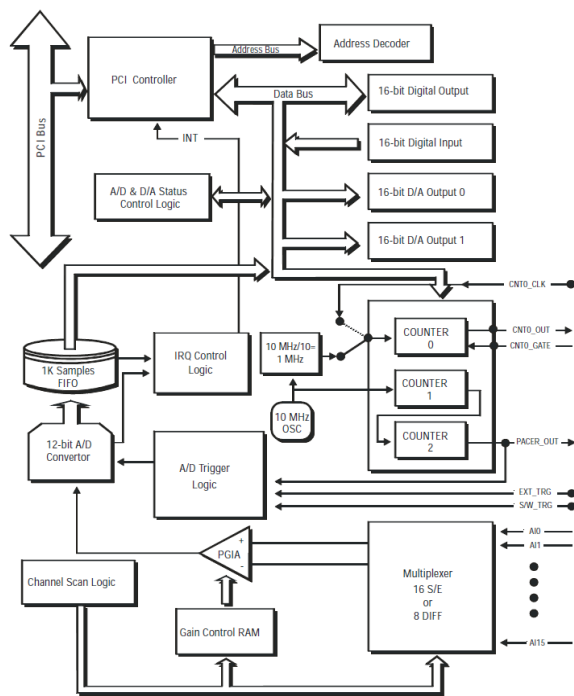 Address Bus
Address Decoder
PCI Controller
Data Bus
16-bit Digital Output
PCI Bus
INT
16-bit Digital Input
A/D & D/A Status
Control Logic
16-bit D/A Output 0
16-bit D/A Output 1
CNT0_CLK
1K Samples
FIFO
IRQ Control
Logic
10 MHz/10=
1 MHz
COUNTER
0
CNT0_OUT
CNT0_GATE
COUNTER
1
10 MHz
OSC
12-bit A/D
Convertor
COUNTER
2
PACER_OUT
A/D Trigger
Logic
EXT_TRG
S/W_TRG
+
PGIA
-
AI0
AI1
Channel Scan Logic
Multiplexer
16 S/E
or
8 DIFF
Gain Control RAM
AI15